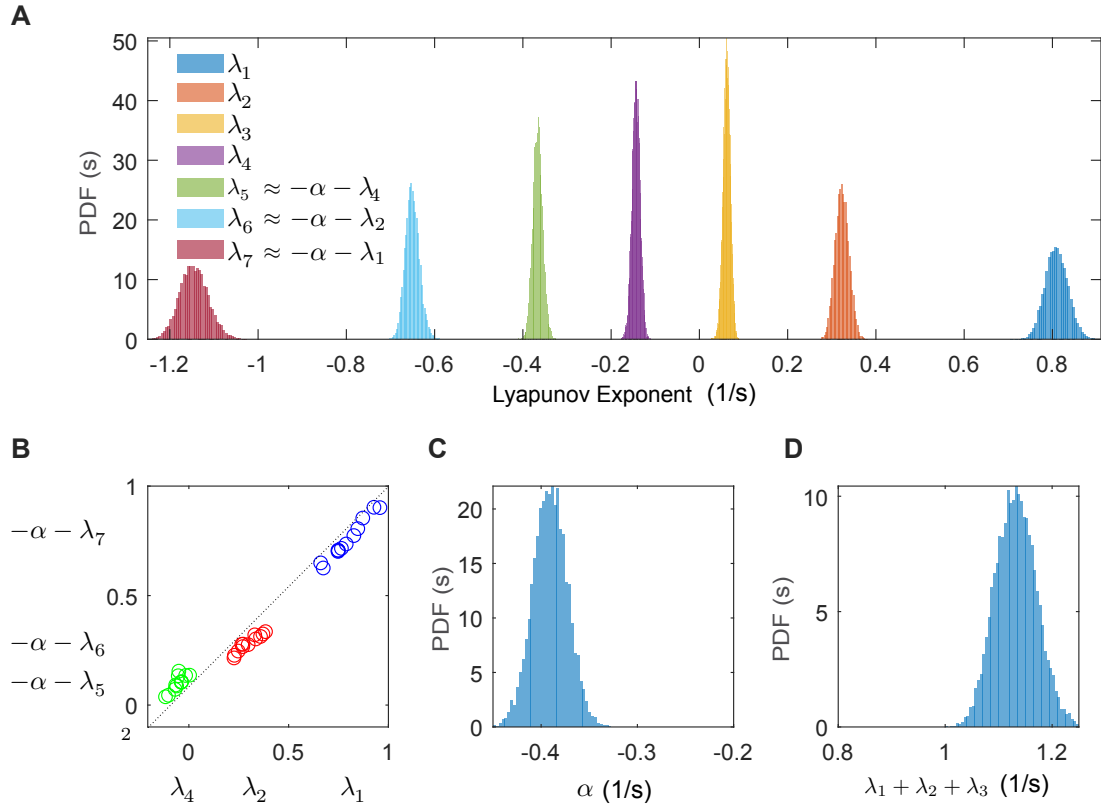 A
PDF (s)
50
40
30
20
10
0
λ1
λ2
λ3
λ4
λ5 ≈ −α − λ4
λ6 ≈ −α − λ2
λ7 ≈ −α − λ1
-1.2 -1 -0.8 -0.6 -0.4 -0.2 0 0.2 0.4 0.6 0.8
Lyapunov Exponent (1/s)
B
−α − λ7
−α − λ6
−α − λ5
1
0.5
0
2
0 0.5 1
λ4 λ2 λ1
C
PDF (s)
20
15
10
5
0
-0.4 -0.3 -0.2
α (1/s)
D
PDF (s)
10
5
0
0.8 1 1.2
λ1 + λ2 + λ3 (1/s)